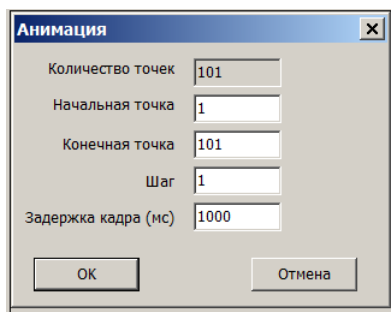 Анимация
Количество точек 101
Начальная точка 1
Конечная точка 101
Шаг 1
Задержка кадра (мс) 1000
OK Отмена